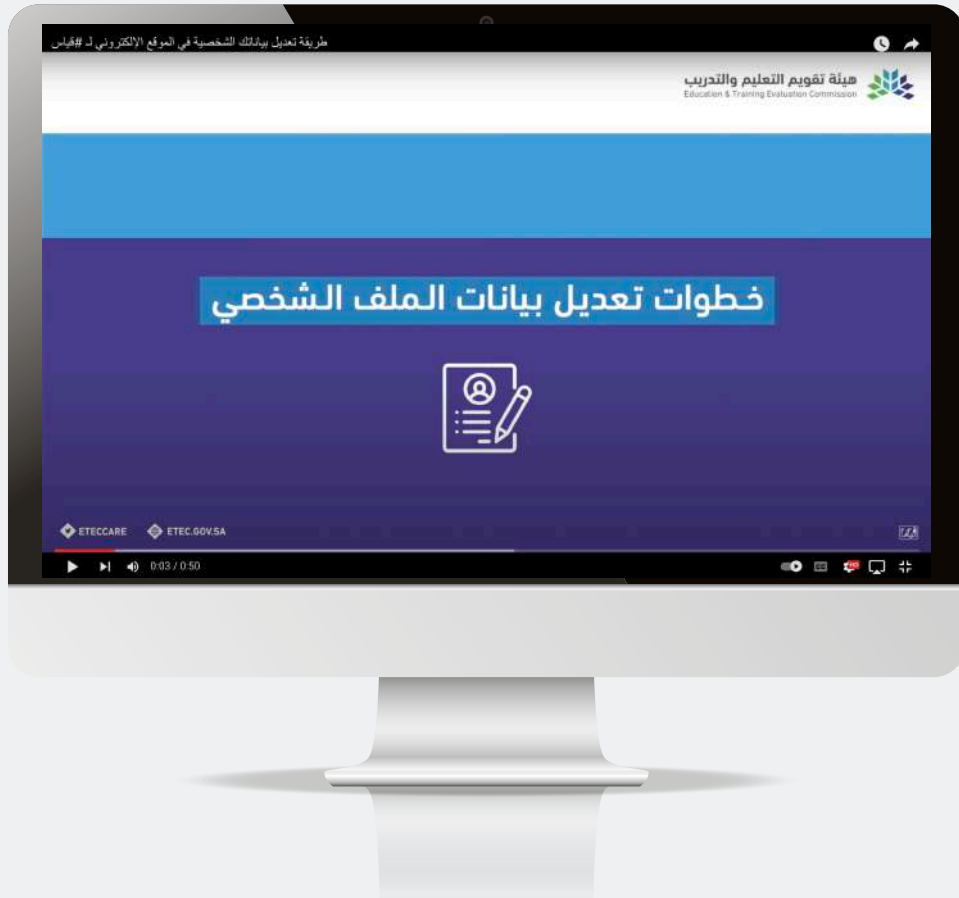 طريقة تعديل بياناتك الشخصية في الموقع الإلكتروني لـ #قياس
هيئة تقويم التعليم والتدريب
Education & Training Evaluation Commission
خطوات تعديل بيانات الملف الشخصي
ETECCARE ETEC.GOV.SA
0:03 / 0:50